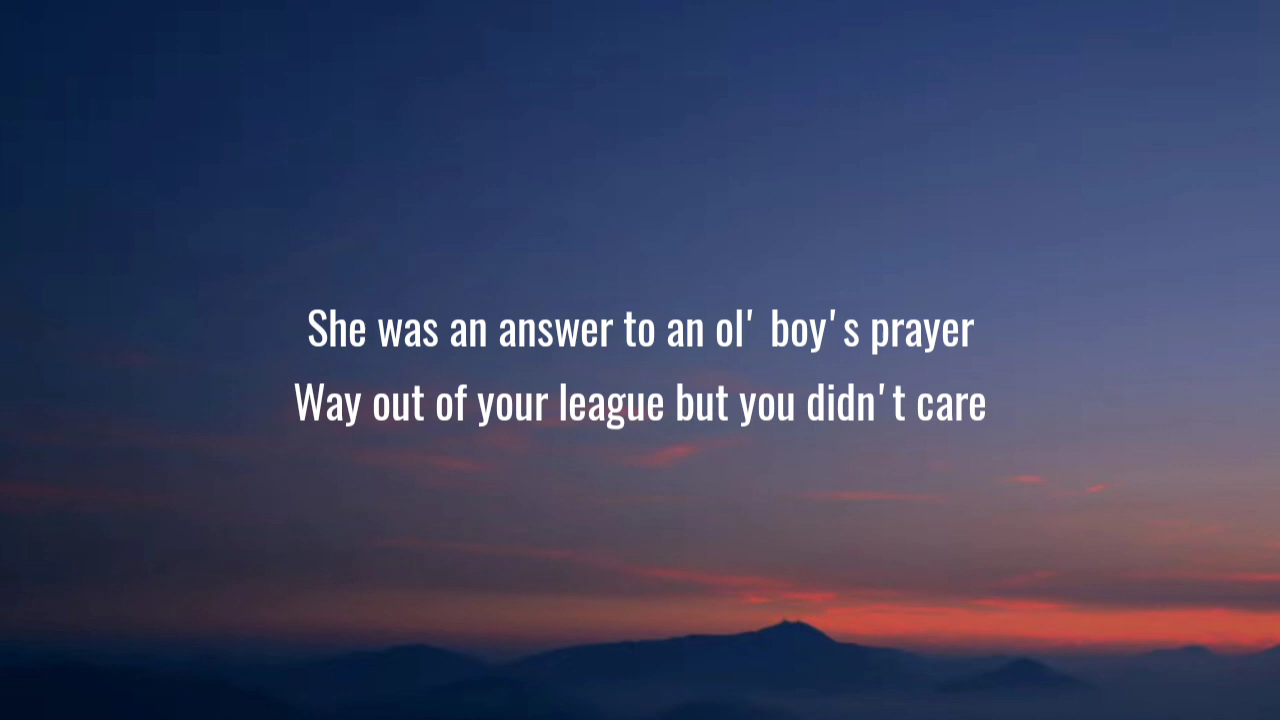 She was an answer to an ol' boy's prayer
Way out of your league but you didn't care